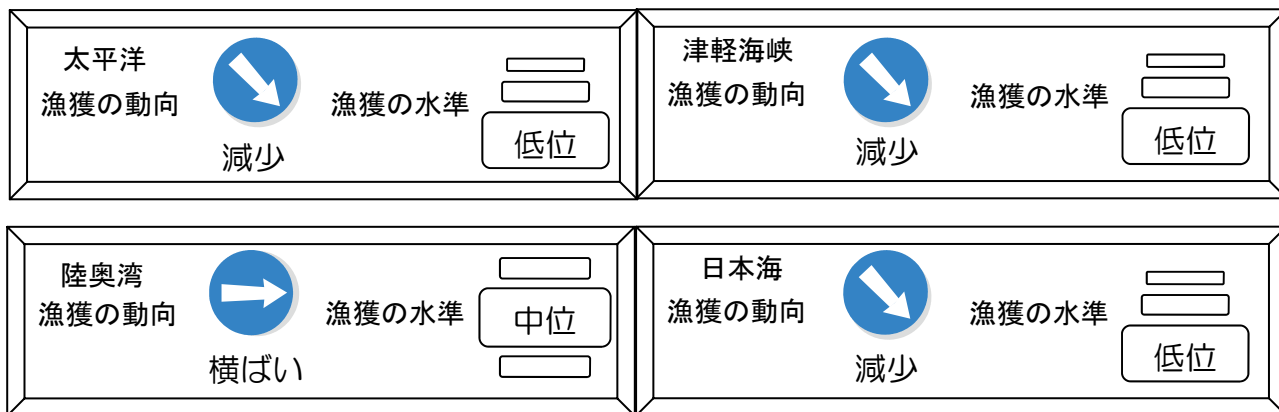 太平洋
漁獲の動向
減少
漁獲の水準
低位
津軽海峡
漁獲の動向
減少
漁獲の水準
低位
陸奥湾
漁獲の動向
横ばい
漁獲の水準
中位
日本海
漁獲の動向
減少
漁獲の水準
低位